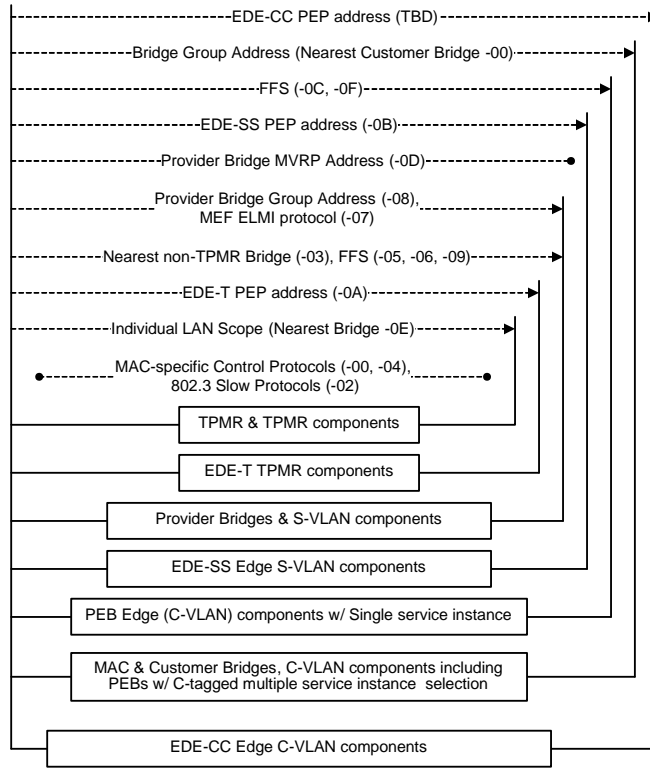 EDE-CC PEP address (TBD)
Bridge Group Address (Nearest Customer Bridge -00)
FFS (-0C, -0F)
EDE-SS PEP address (-0B)
Provider Bridge MVRP Address (-0D)
Provider Bridge Group Address (-08),
MEF ELMI protocol (-07)
Nearest non-TPMR Bridge (-03), FFS (-05, -06, -09)
EDE-T PEP address (-0A)
Individual LAN Scope (Nearest Bridge -0E)
MAC-specific Control Protocols (-00, -04),
802.3 Slow Protocols (-02)
TPMR & TPMR components
EDE-T TPMR components
Provider Bridges & S-VLAN components
EDE-SS Edge S-VLAN components
PEB Edge (C-VLAN) components w/ Single service instance
MAC & Customer Bridges, C-VLAN components including
PEBs w/ C-tagged multiple service instance selection
EDE-CC Edge C-VLAN components